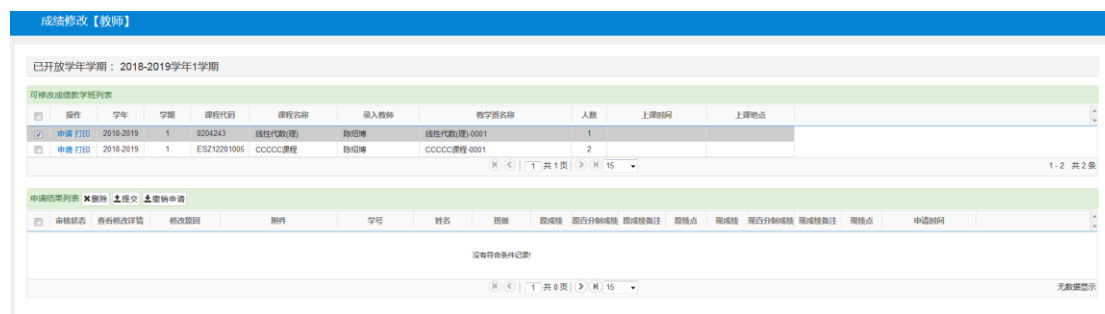 成绩修改【教师】
已开放学年学期： 2018-2019学年1学期
可修改成绩教学班列表
操作 学年 学期 课程代码 课程名称 录入教师 教学班名称 人数 上课时间 上课地点
申请 打印 2018-2019 1 0204243 线性代数(理) 陈绍博 线性代数(理)-0001 1
申请 打印 2018-2019 1 ESZ12201005 CCCCC课程 陈绍博 CCCCC课程-0001 2
1 共 1 页 15 1 - 2 共 2 条
申请结果列表 删除 提交 撤销申请
审核状态 查看修改详情 修改原因 附件 学号 姓名 班级 原成绩 原百分制成绩 原成绩备注 原绩点 现成绩 现百分制成绩 现成绩备注 现绩点 申请时间
没有符合条件记录!
1 共 0 页 15 无数据显示